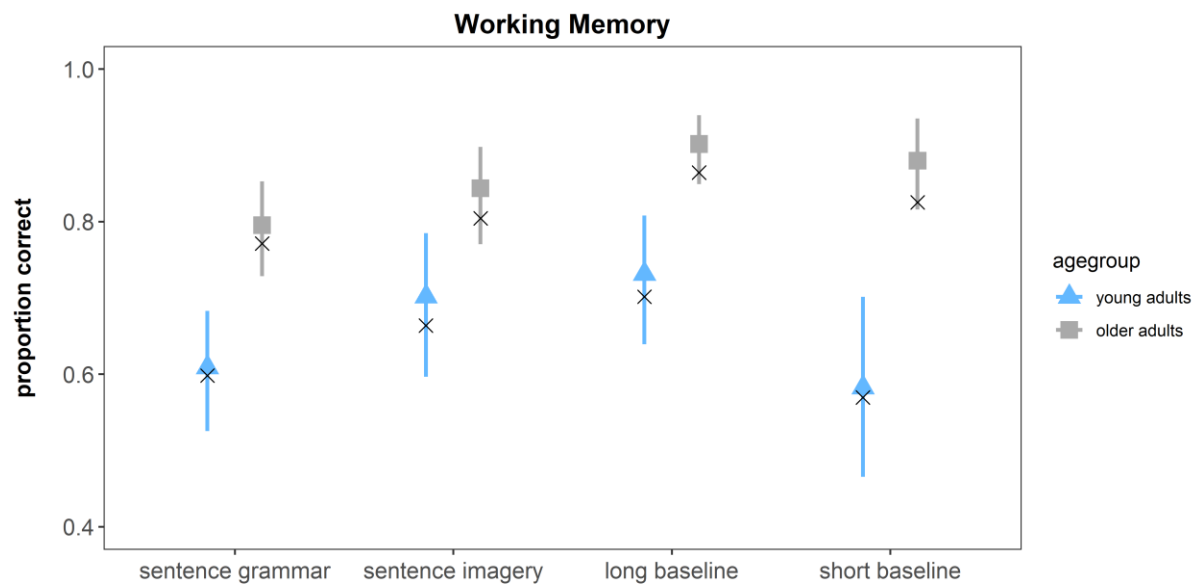 Working Memory
proportion correct
1.0
0.8
0.6
0.4
sentence grammar
sentence imagery
long baseline
short baseline
agegroup
young adults
older adults